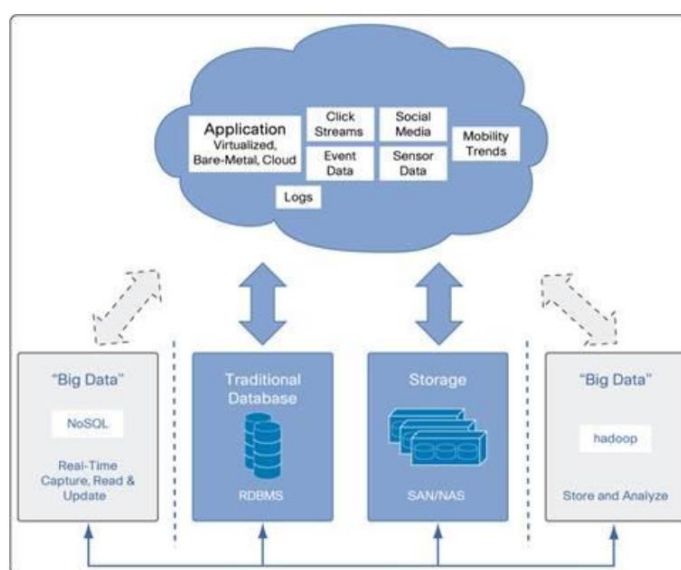 Application
Virtualized,
Bare-Metal, Cloud
Click
Streams
Social
Media
Mobility
Trends
Event
Data
Sensor
Data
Logs
"Big Data"
NoSQL
Real-Time
Capture, Read &
Update
Traditional
Database
RDBMS
Storage
SAN/NAS
"Big Data"
hadoop
Store and Analyze